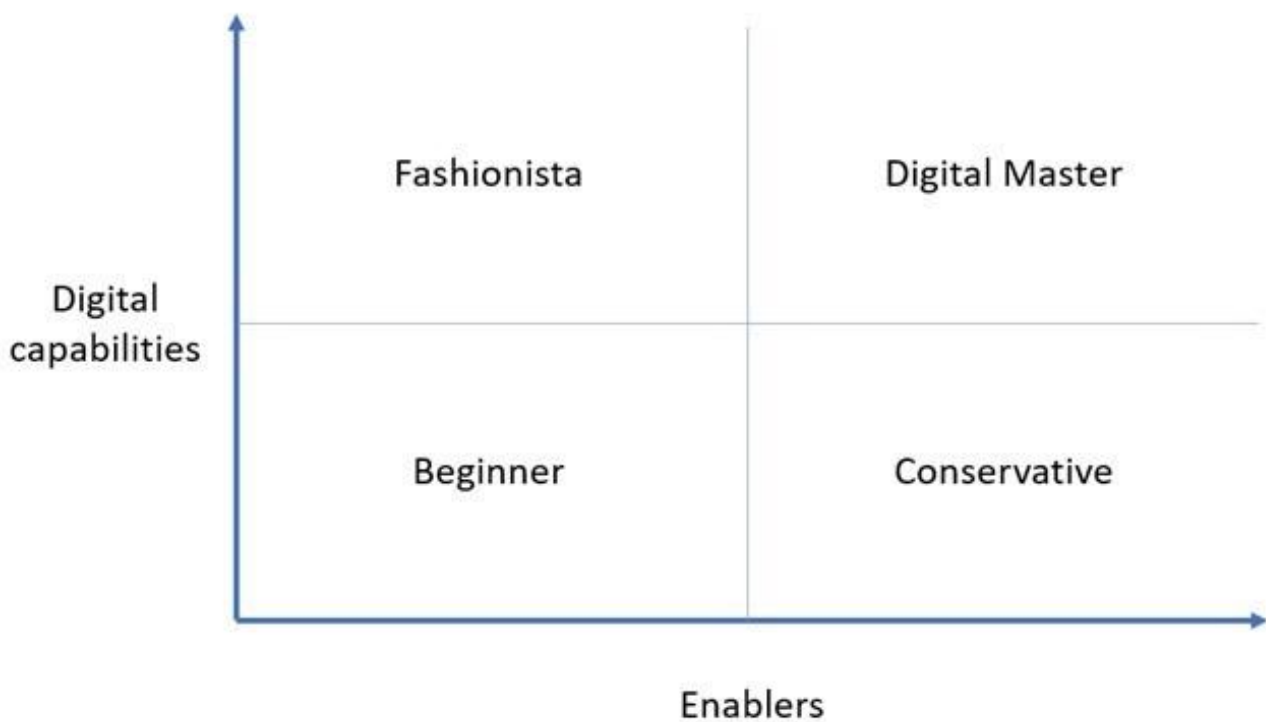 Fashionista
Digital Master
Digital
capabilities
Beginner
Conservative
Enablers